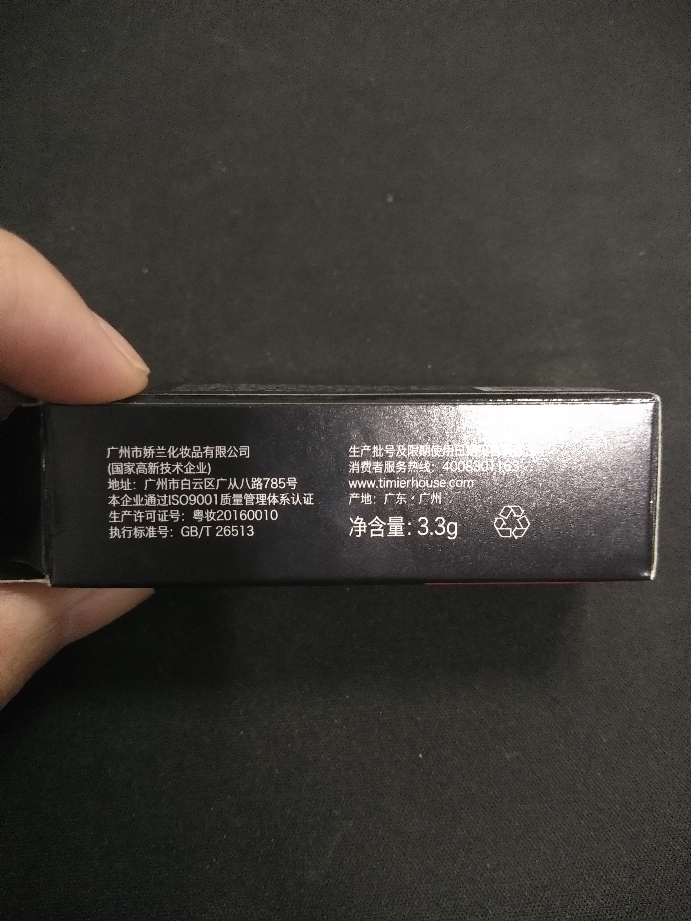 广州市娇兰化妆品有限公司
(国家高新技术企业)
地址：广州市白云区广从八路785号
本企业通过ISO9001质量管理体系认证
生产许可证号：粤妆20160010
执行标准号：GB/T 26513
生产批号及限期使用日期
消费者服务热线：4008301163
www.timierhouse.com
产地：广东·广州
净含量: 3.3g